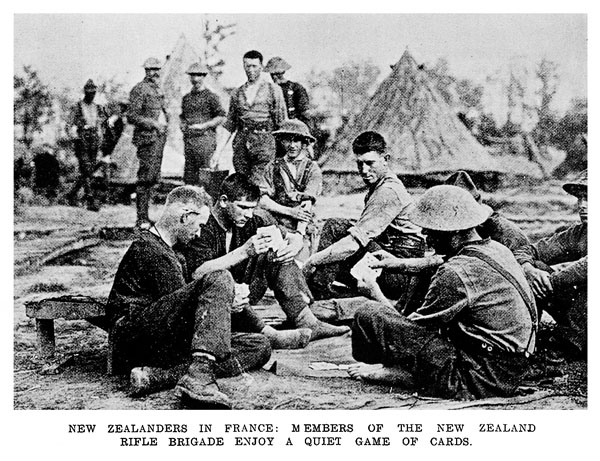 NEW ZEALANDERS IN FRANCE: MEMBERS OF THE NEW ZEALAND
RIFLE BRIGADE ENJOY A QUIET GAME OF CARDS.